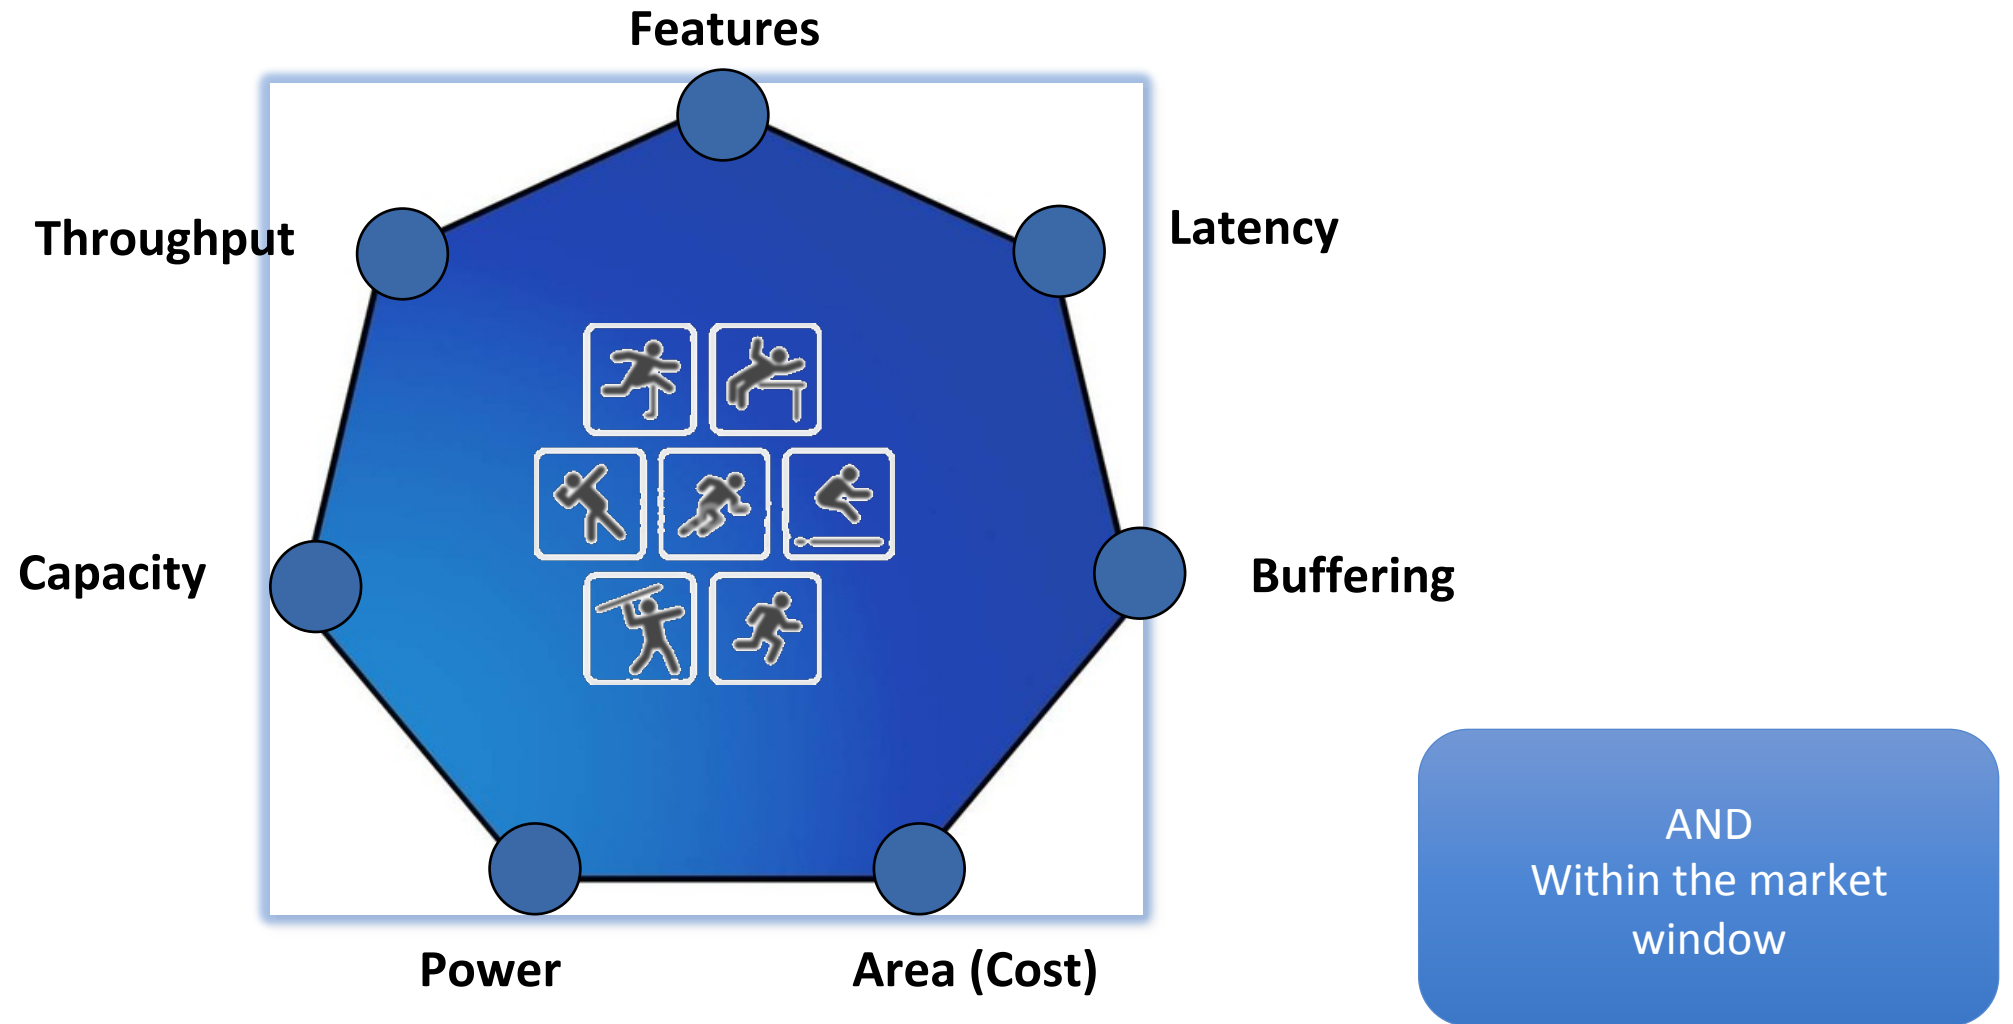 Features
Throughput
Latency
Capacity
Buffering
Power
Area (Cost)
AND
Within the market
window